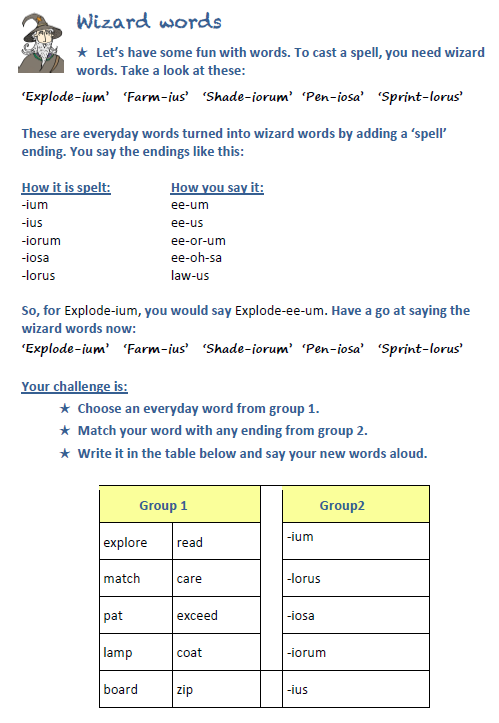 Wizard words
★ Let's have some fun with words. To cast a spell, you need wizard
words. Take a look at these:
'Explode-ium' 'Farm-ius' 'Shade-iorum' 'Pen-iosa' 'Sprint-lorus'
These are everyday words turned into wizard words by adding a 'spell'
ending. You say the endings like this:
How it is spelt: How you say it:
-ium ee-um
-ius ee-us
-iorum ee-or-um
-iosa ee-oh-sa
-lorus law-us
So, for Explode-ium, you would say Explode-ee-um. Have a go at saying the
wizard words now:
'Explode-ium' 'Farm-ius' 'Shade-iorum' 'Pen-iosa' 'Sprint-lorus'
Your challenge is:
★ Choose an everyday word from group 1.
★ Match your word with any ending from group 2.
★ Write it in the table below and say your new words aloud.
Group 1 Group2
explore read -ium
match care -lorus
pat exceed -iosa
lamp coat -iorum
board zip -ius